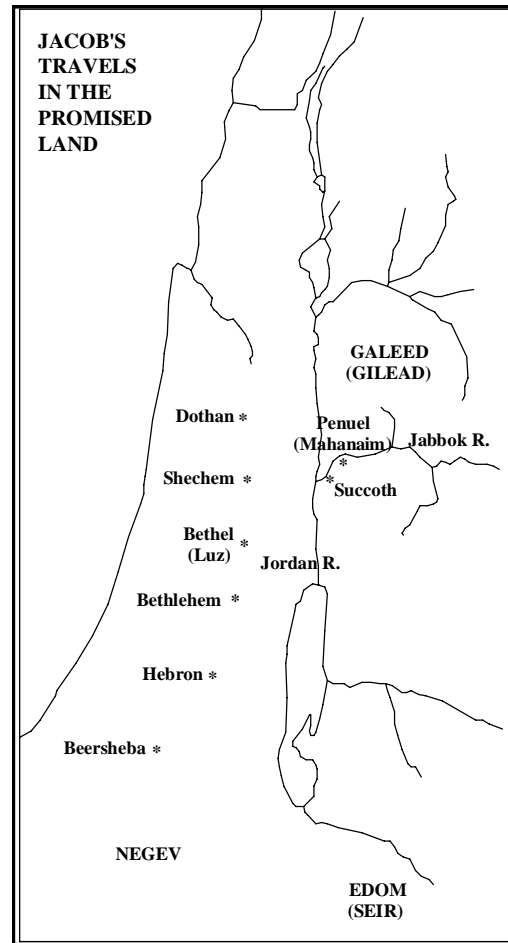 JACOB'S
TRAVELS
IN THE
PROMISED
LAND
GALEED
(GILEAD)
Dothan *
Penuel
(Mahanaim)
*
Jabbok R.
Shechem *
*
Succoth
Bethel
(Luz)
*
Jordan R.
Bethlehem *
Hebron *
Beersheba *
NEGEV
EDOM
(SEIR)